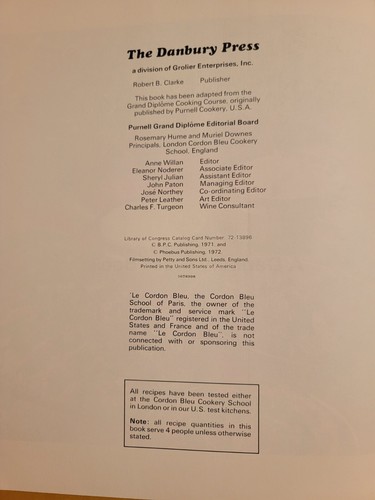 The Danbury Press
a division of Grolier Enterprises, Inc.
Robert B. Clarke Publisher
This book has been adapted from the
Grand Diplôme Cooking Course, originally
published by Purnell Cookery, U.S.A.
Purnell Grand Diplôme Editorial Board
Rosemary Hume and Muriel Downes
Principals, London Cordon Bleu Cookery
School, England
Anne Willan Editor
Eleanor Noderer Associate Editor
Sheryl Julian Assistant Editor
John Paton Managing Editor
José Northey Co-ordinating Editor
Peter Leather Art Editor
Charles F. Turgeon Wine Consultant
Library of Congress Catalog Card Number: 72-13896
© B.P.C. Publishing, 1971, and
© Phoebus Publishing, 1972
Filmsetting by Petty and Sons Ltd., Leeds, England.
Printed in the United States of America
'Le Cordon Bleu, the Cordon Bleu
School of Paris, the owner of the
trademark and service mark "Le
Cordon Bleu" registered in the United
States and France and of the trade
name "Le Cordon Bleu", is not
connected with or sponsoring this
publication.
All recipes have been tested either
at the Cordon Bleu Cookery School
in London or in our U.S. test kitchens.
Note: all recipe quantities in this
book serve 4 people unless otherwise
stated.